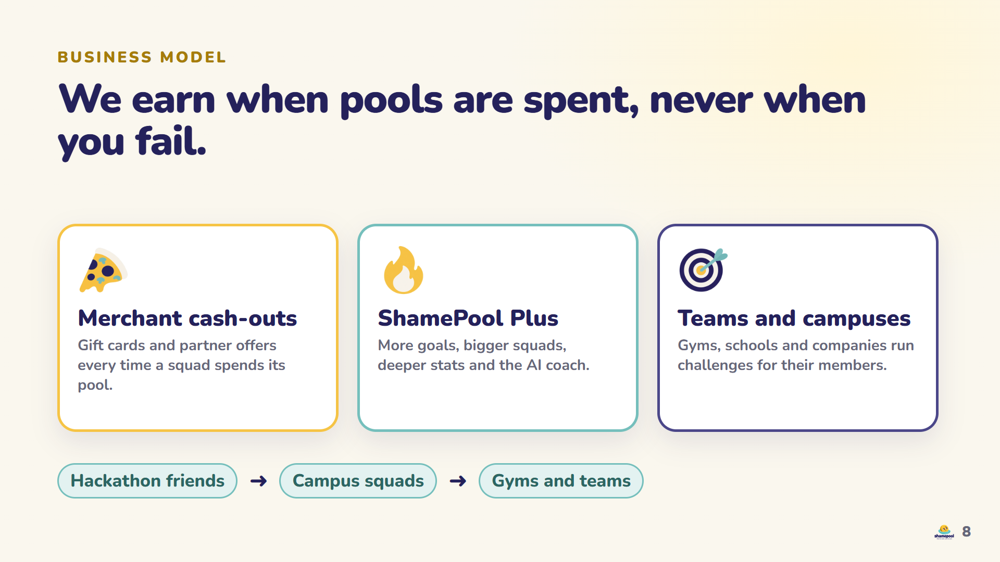 BUSINESS MODEL
We earn when pools are spent, never when
you fail.
Merchant cash-outs
Gift cards and partner offers
every time a squad spends its
pool.
ShamePool Plus
More goals, bigger squads,
deeper stats and the AI coach.
Teams and campuses
Gyms, schools and companies run
challenges for their members.
Hackathon friends → Campus squads → Gyms and teams
shamepool
8